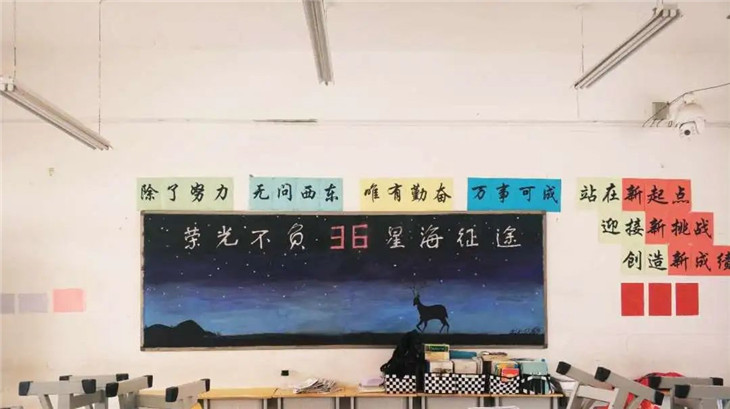 除了努力 无问西东 唯有勤奋 万事可成
站在新起点
迎接新挑战
创造新成绩
荣光不负 36 星海征途